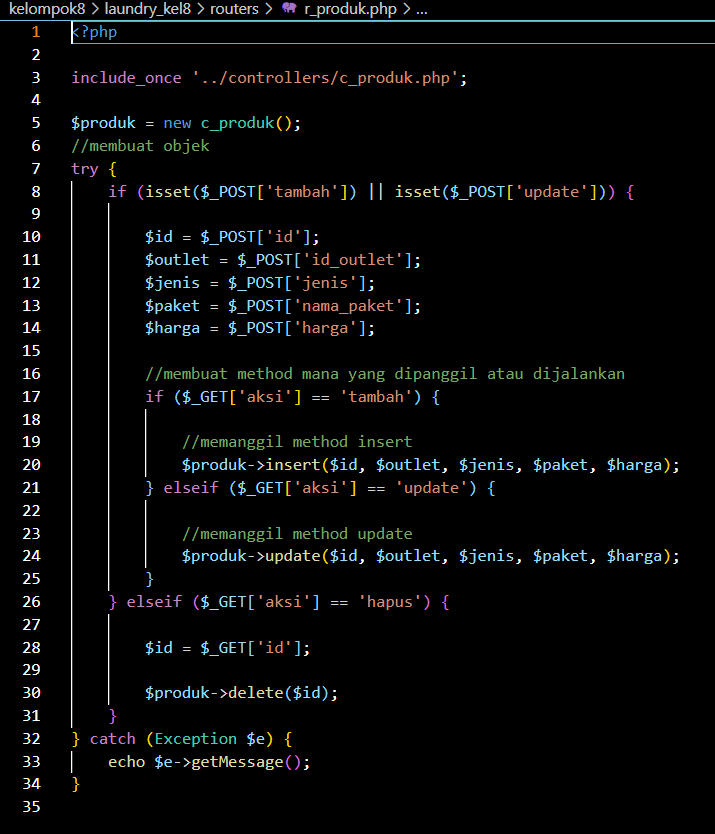 kelompok8 > laundry_kel8 > routers > r_produk.php > ...
1 <?php
2
3 include_once '../controllers/c_produk.php';
4
5 $produk = new c_produk();
6 //membuat objek
7 try {
8 if (isset($_POST['tambah']) || isset($_POST['update'])) {
9
10 $id = $_POST['id'];
11 $outlet = $_POST['id_outlet'];
12 $jenis = $_POST['jenis'];
13 $paket = $_POST['nama_paket'];
14 $harga = $_POST['harga'];
15
16 //membuat method mana yang dipanggil atau dijalankan
17 if ($_GET['aksi'] == 'tambah') {
18
19 //memanggil method insert
20 $produk->insert($id, $outlet, $jenis, $paket, $harga);
21 } elseif ($_GET['aksi'] == 'update') {
22
23 //memanggil method update
24 $produk->update($id, $outlet, $jenis, $paket, $harga);
25 }
26 } elseif ($_GET['aksi'] == 'hapus') {
27
28 $id = $_GET['id'];
29
30 $produk->delete($id);
31 }
32 } catch (Exception $e) {
33 echo $e->getMessage();
34 }
35